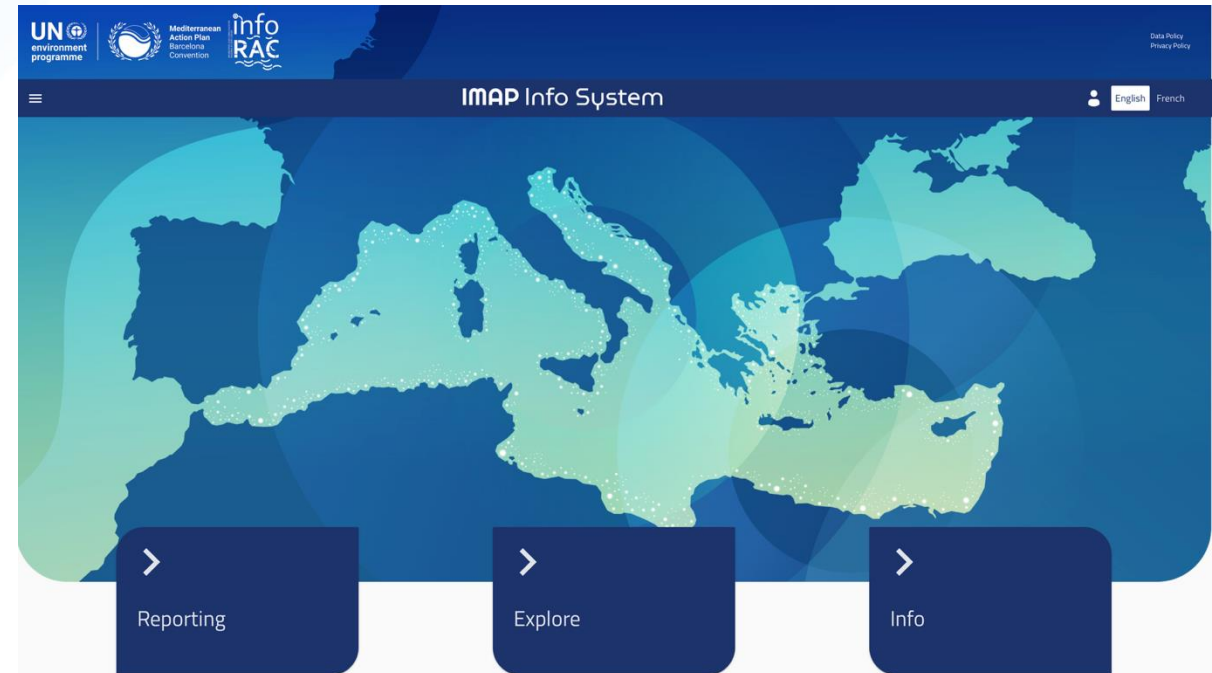 UN
environment
programme
Mediterranean
Action Plan
Barcelona
Convention
info
RAC
Data Policy
Privacy Policy
IMAP Info System
English French
Reporting
Explore
Info